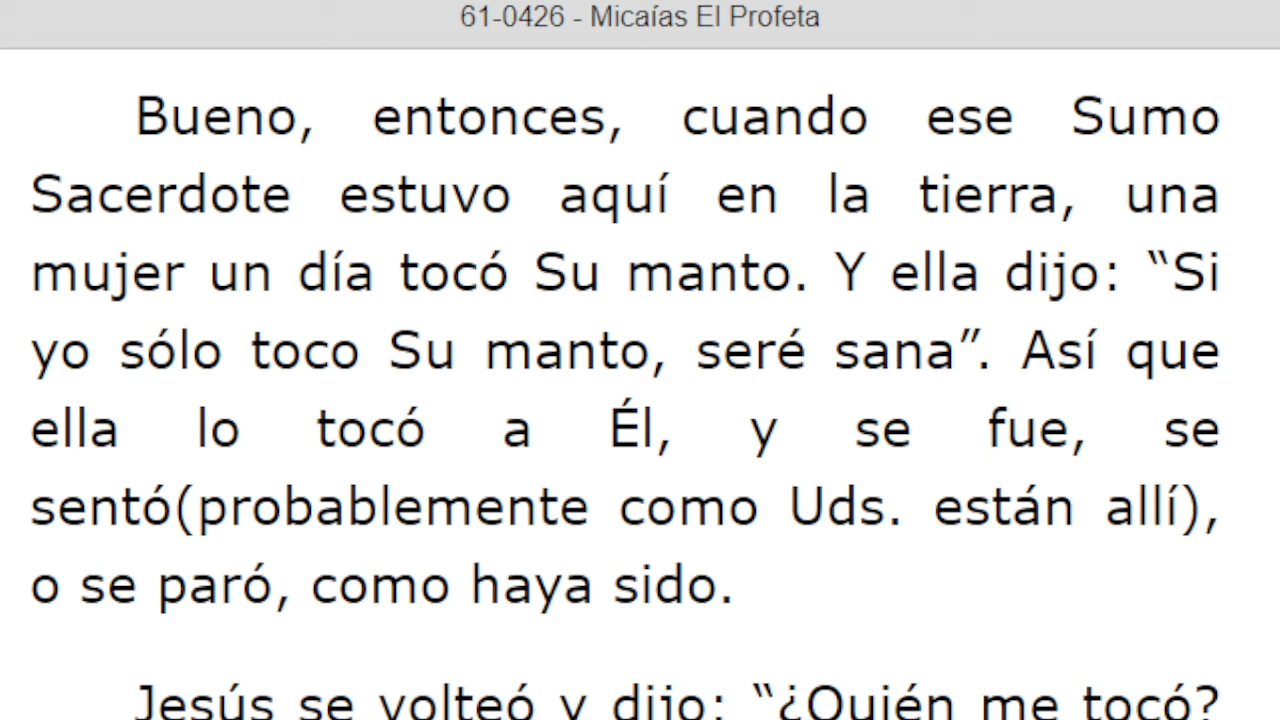 61-0426 - Micaías El Profeta
Bueno, entonces, cuando ese Sumo
Sacerdote estuvo aquí en la tierra, una
mujer un día tocó Su manto. Y ella dijo: “Si
yo sólo toco Su manto, seré sana”. Así que
ella lo tocó a Él, y se fue, se
sentó(probablemente como Uds. están allí),
o se paró, como haya sido.
Jesús se volteó y dijo: “¿Quién me tocó?